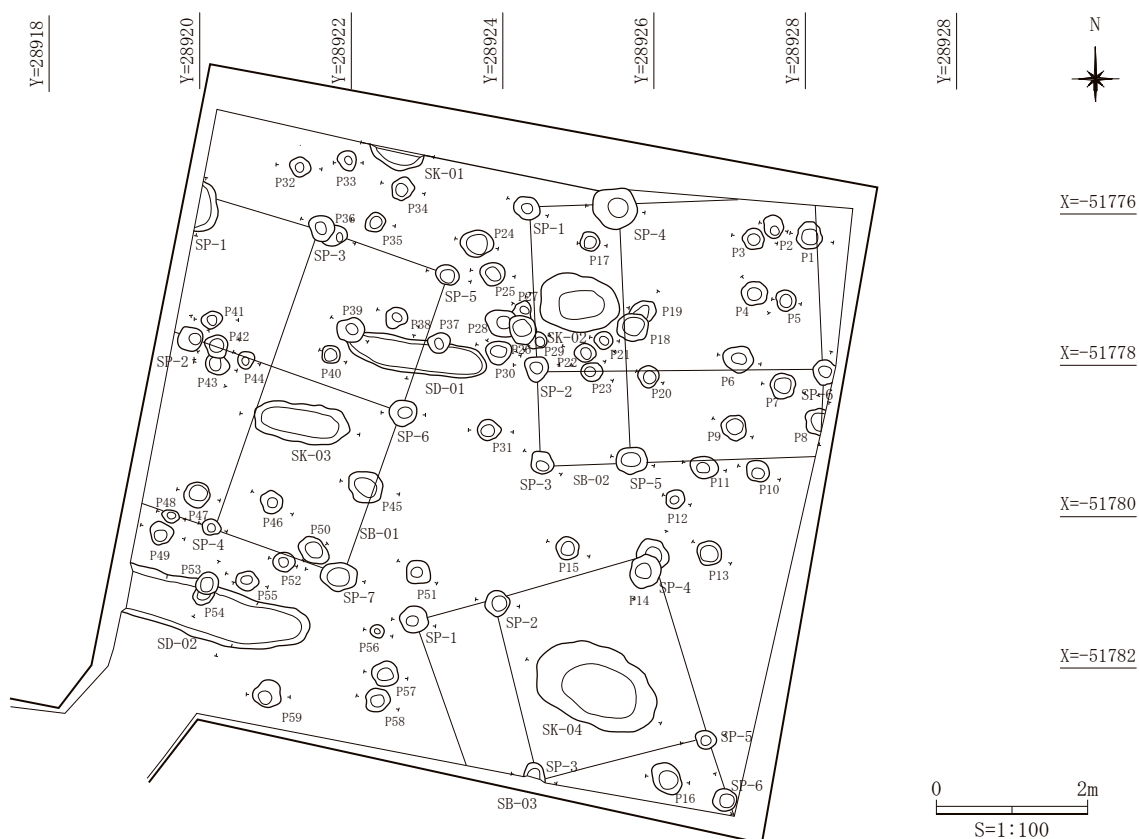 Y=28918
Y=28920
Y=28922
Y=28924
Y=28926
Y=28928
Y=28928
N
X=-51776
X=-51778
X=-51780
X=-51782
SK-01
P32
P33
P34
P36
P35
SP-1
SP-3
P24
SP-1
SP-4
P17
P3
P2
P1
SP-5
P25
P27
P4
P5
P41
P39
P38
P37
P28
P19
P42
SK-02
P18
SP-2
P26
P29
P21
P43
P44
P40
P30
P22
SD-01
SP-2
P23
P20
P6
P7
SP-6
SP-6
P31
P9
P8
SK-03
SP-3
SB-02
SP-5
P11
P10
P48
P47
P46
P45
P12
SP-4
SB-01
P49
P50
P15
P13
P53
P52
SP-4
P55
P51
P14
P54
SP-7
SP-1
SP-2
SD-02
P56
P57
P59
P58
SK-04
SP-5
SP-3
SB-03
P16
SP-6
0
2m
S=1:100